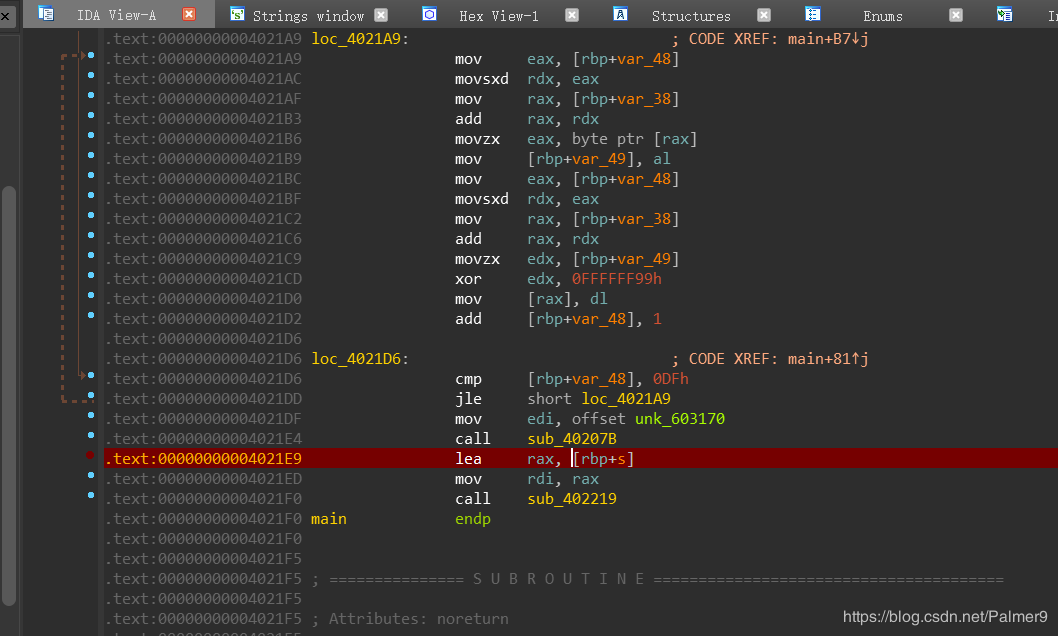 IDA View-A Strings window Hex View-1 Structures Enums
.text:00000000004021A9 loc_4021A9: ; CODE XREF: main+B7↓j
.text:00000000004021A9 mov eax, [rbp+var_48]
.text:00000000004021AC movsxd rdx, eax
.text:00000000004021AF mov rax, [rbp+var_38]
.text:00000000004021B3 add rax, rdx
.text:00000000004021B6 movzx eax, byte ptr [rax]
.text:00000000004021B9 mov [rbp+var_49], al
.text:00000000004021BC mov eax, [rbp+var_48]
.text:00000000004021BF movsxd rdx, eax
.text:00000000004021C2 mov rax, [rbp+var_38]
.text:00000000004021C6 add rax, rdx
.text:00000000004021C9 movzx edx, [rbp+var_49]
.text:00000000004021CD xor edx, 0FFFFFF99h
.text:00000000004021D0 mov [rax], dl
.text:00000000004021D2 add [rbp+var_48], 1
.text:00000000004021D6
.text:00000000004021D6 loc_4021D6: ; CODE XREF: main+81↑j
.text:00000000004021D6 cmp [rbp+var_48], 0DFh
.text:00000000004021DD jle short loc_4021A9
.text:00000000004021DF mov edi, offset unk_603170
.text:00000000004021E4 call sub_40207B
.text:00000000004021E9 lea rax, [rbp+s]
.text:00000000004021ED mov rdi, rax
.text:00000000004021F0 call sub_402219
.text:00000000004021F0 main endp
.text:00000000004021F0
.text:00000000004021F5
.text:00000000004021F5 ; =============== S U B R O U T I N E =======================================
.text:00000000004021F5
.text:00000000004021F5 ; Attributes: noreturn
https://blog.csdn.net/Palmer9